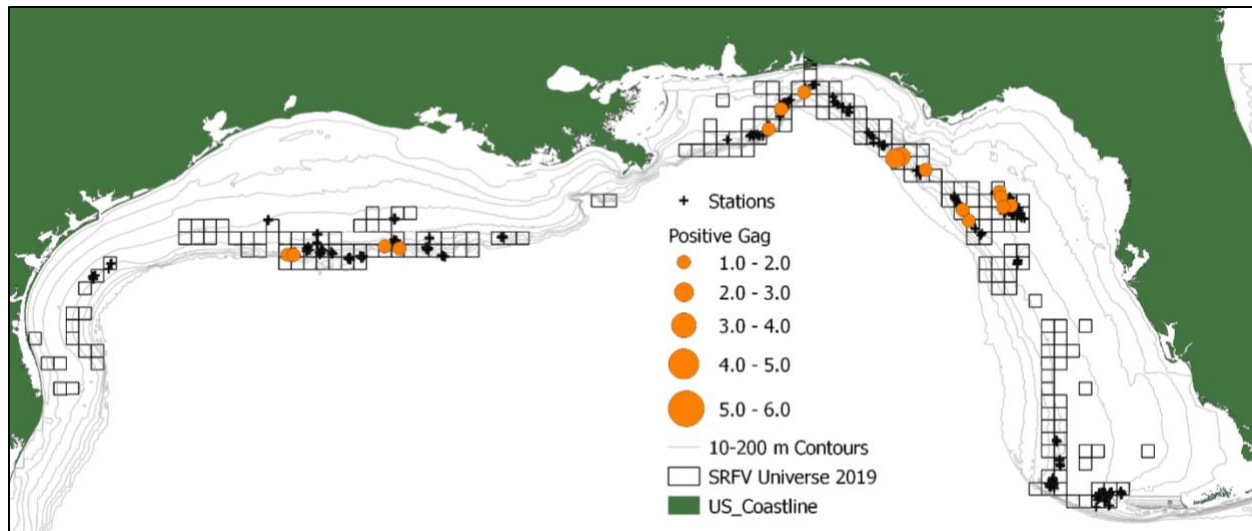 Stations
Positive Gag
1.0 - 2.0
2.0 - 3.0
3.0 - 4.0
4.0 - 5.0
5.0 - 6.0
10-200 m Contours
SRFV Universe 2019
US_Coastline